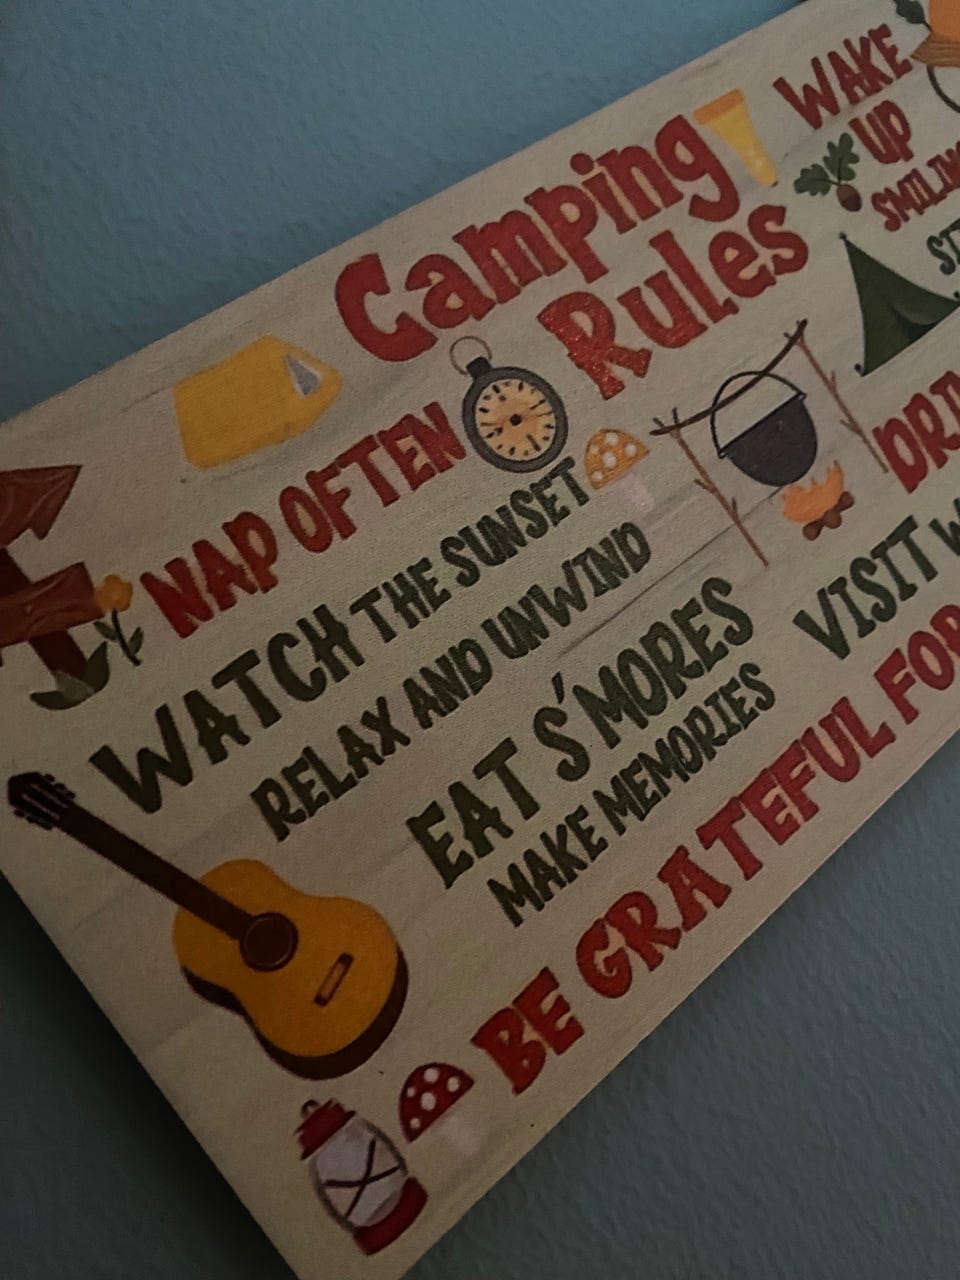 Camping
Rules
WAKE
UP
NAP OFTEN
WATCH THE SUNSET
RELAX AND UNWIND
EAT S'MORES
VISIT
MAKE MEMORIES
BE GRATEFUL FOR